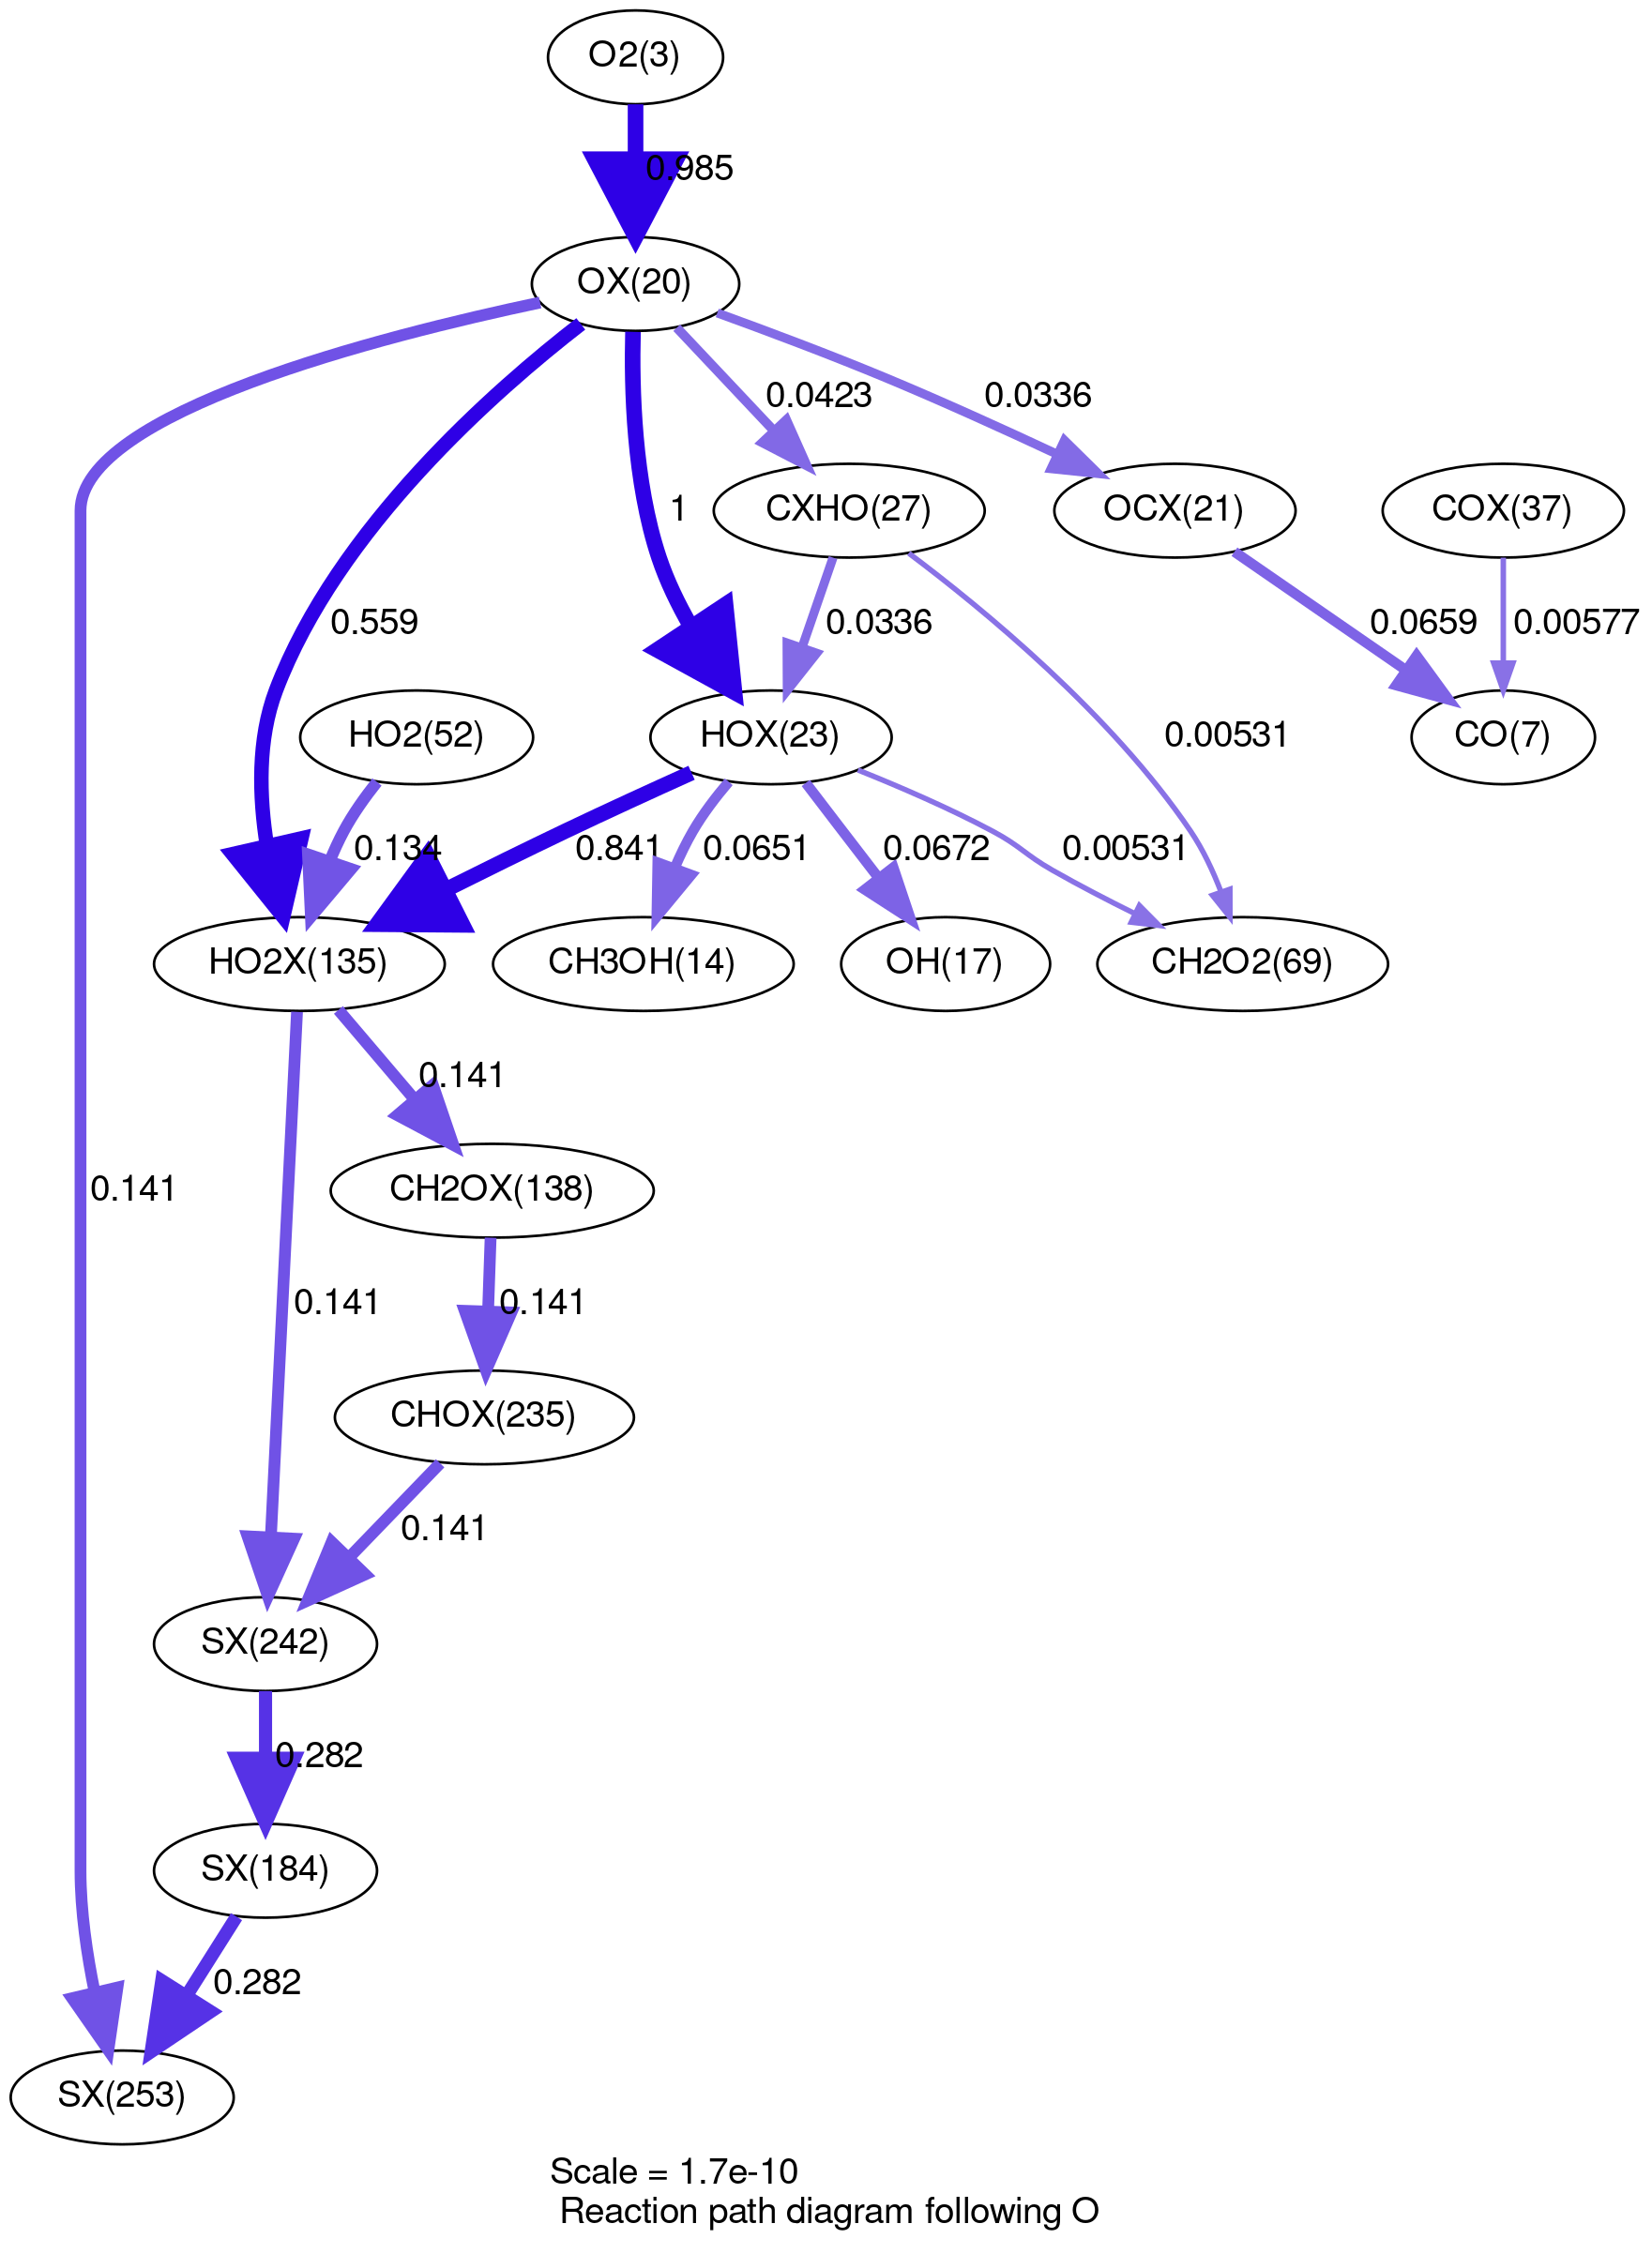 O2(3)
0.985
OX(20)
0.0423
0.0336
CXHO(27)
OCX(21)
COX(37)
1
0.559
0.0336
0.0659
0.00577
HO2(52)
HOX(23)
0.00531
CO(7)
0.134
0.841
0.0651
0.0672
0.00531
HO2X(135)
CH3OH(14)
OH(17)
CH2O2(69)
0.141
0.141
CH2OX(138)
0.141
0.141
CHOX(235)
0.141
SX(242)
0.282
SX(184)
0.282
SX(253)
Scale = 1.7e-10
Reaction path diagram following O